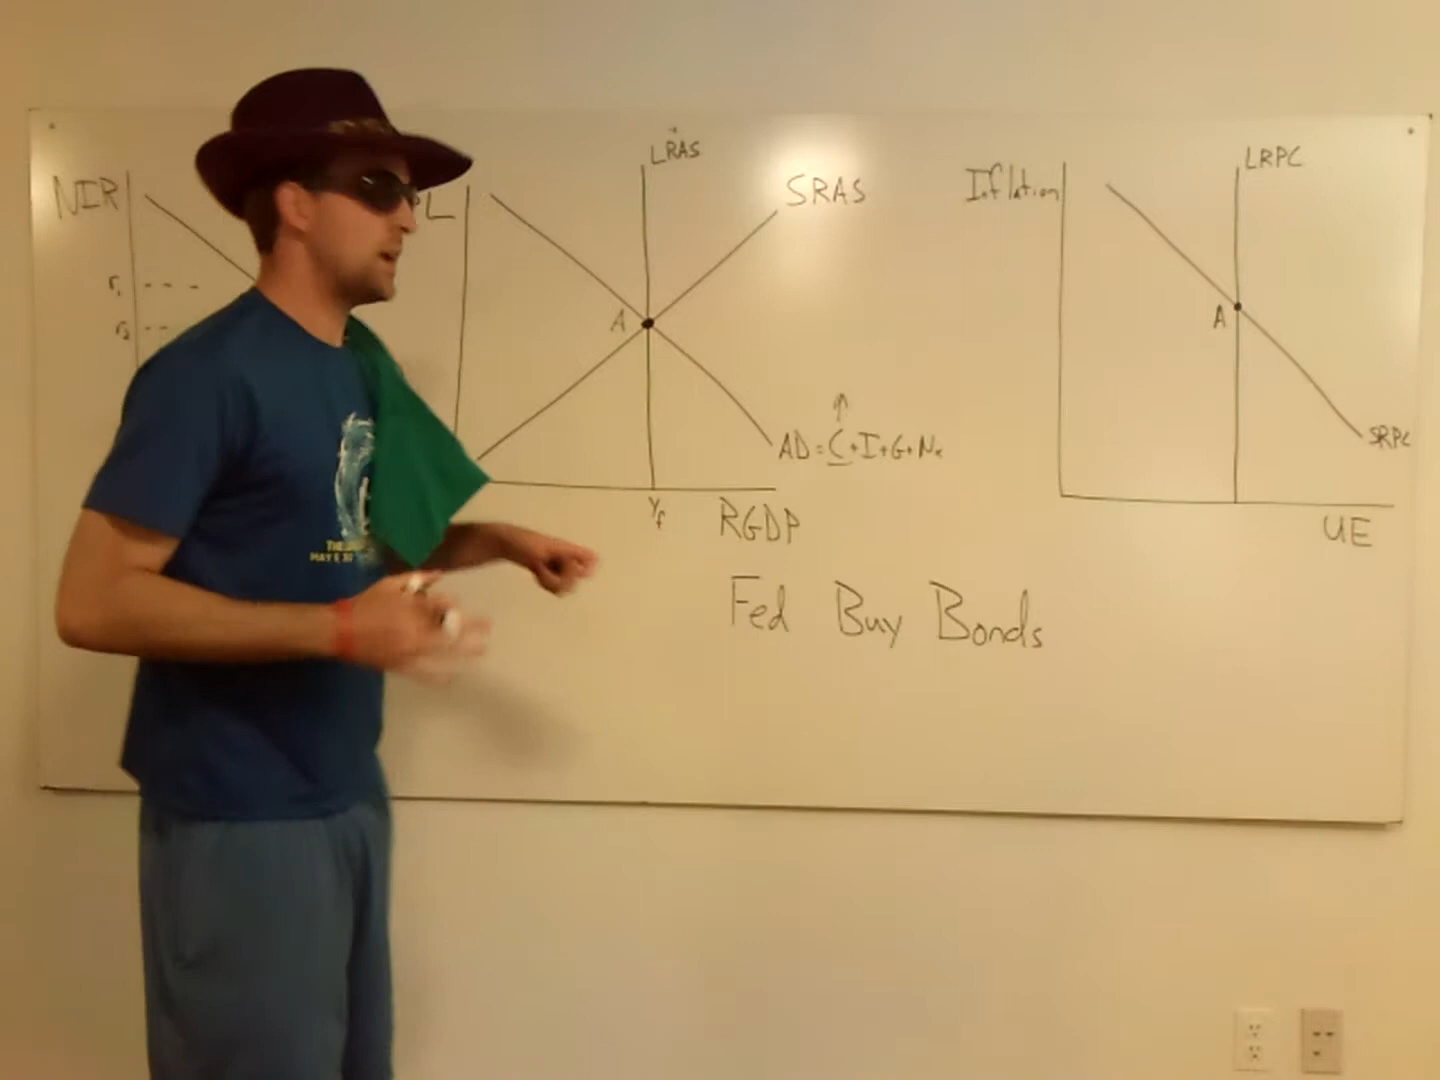 NIR
r₁
r₂
LRAS
SRAS
A
AD = C + I + G + Nx
Yf
RGDP
Inflation
LRPC
A
SRPC
UE
Fed Buy Bonds